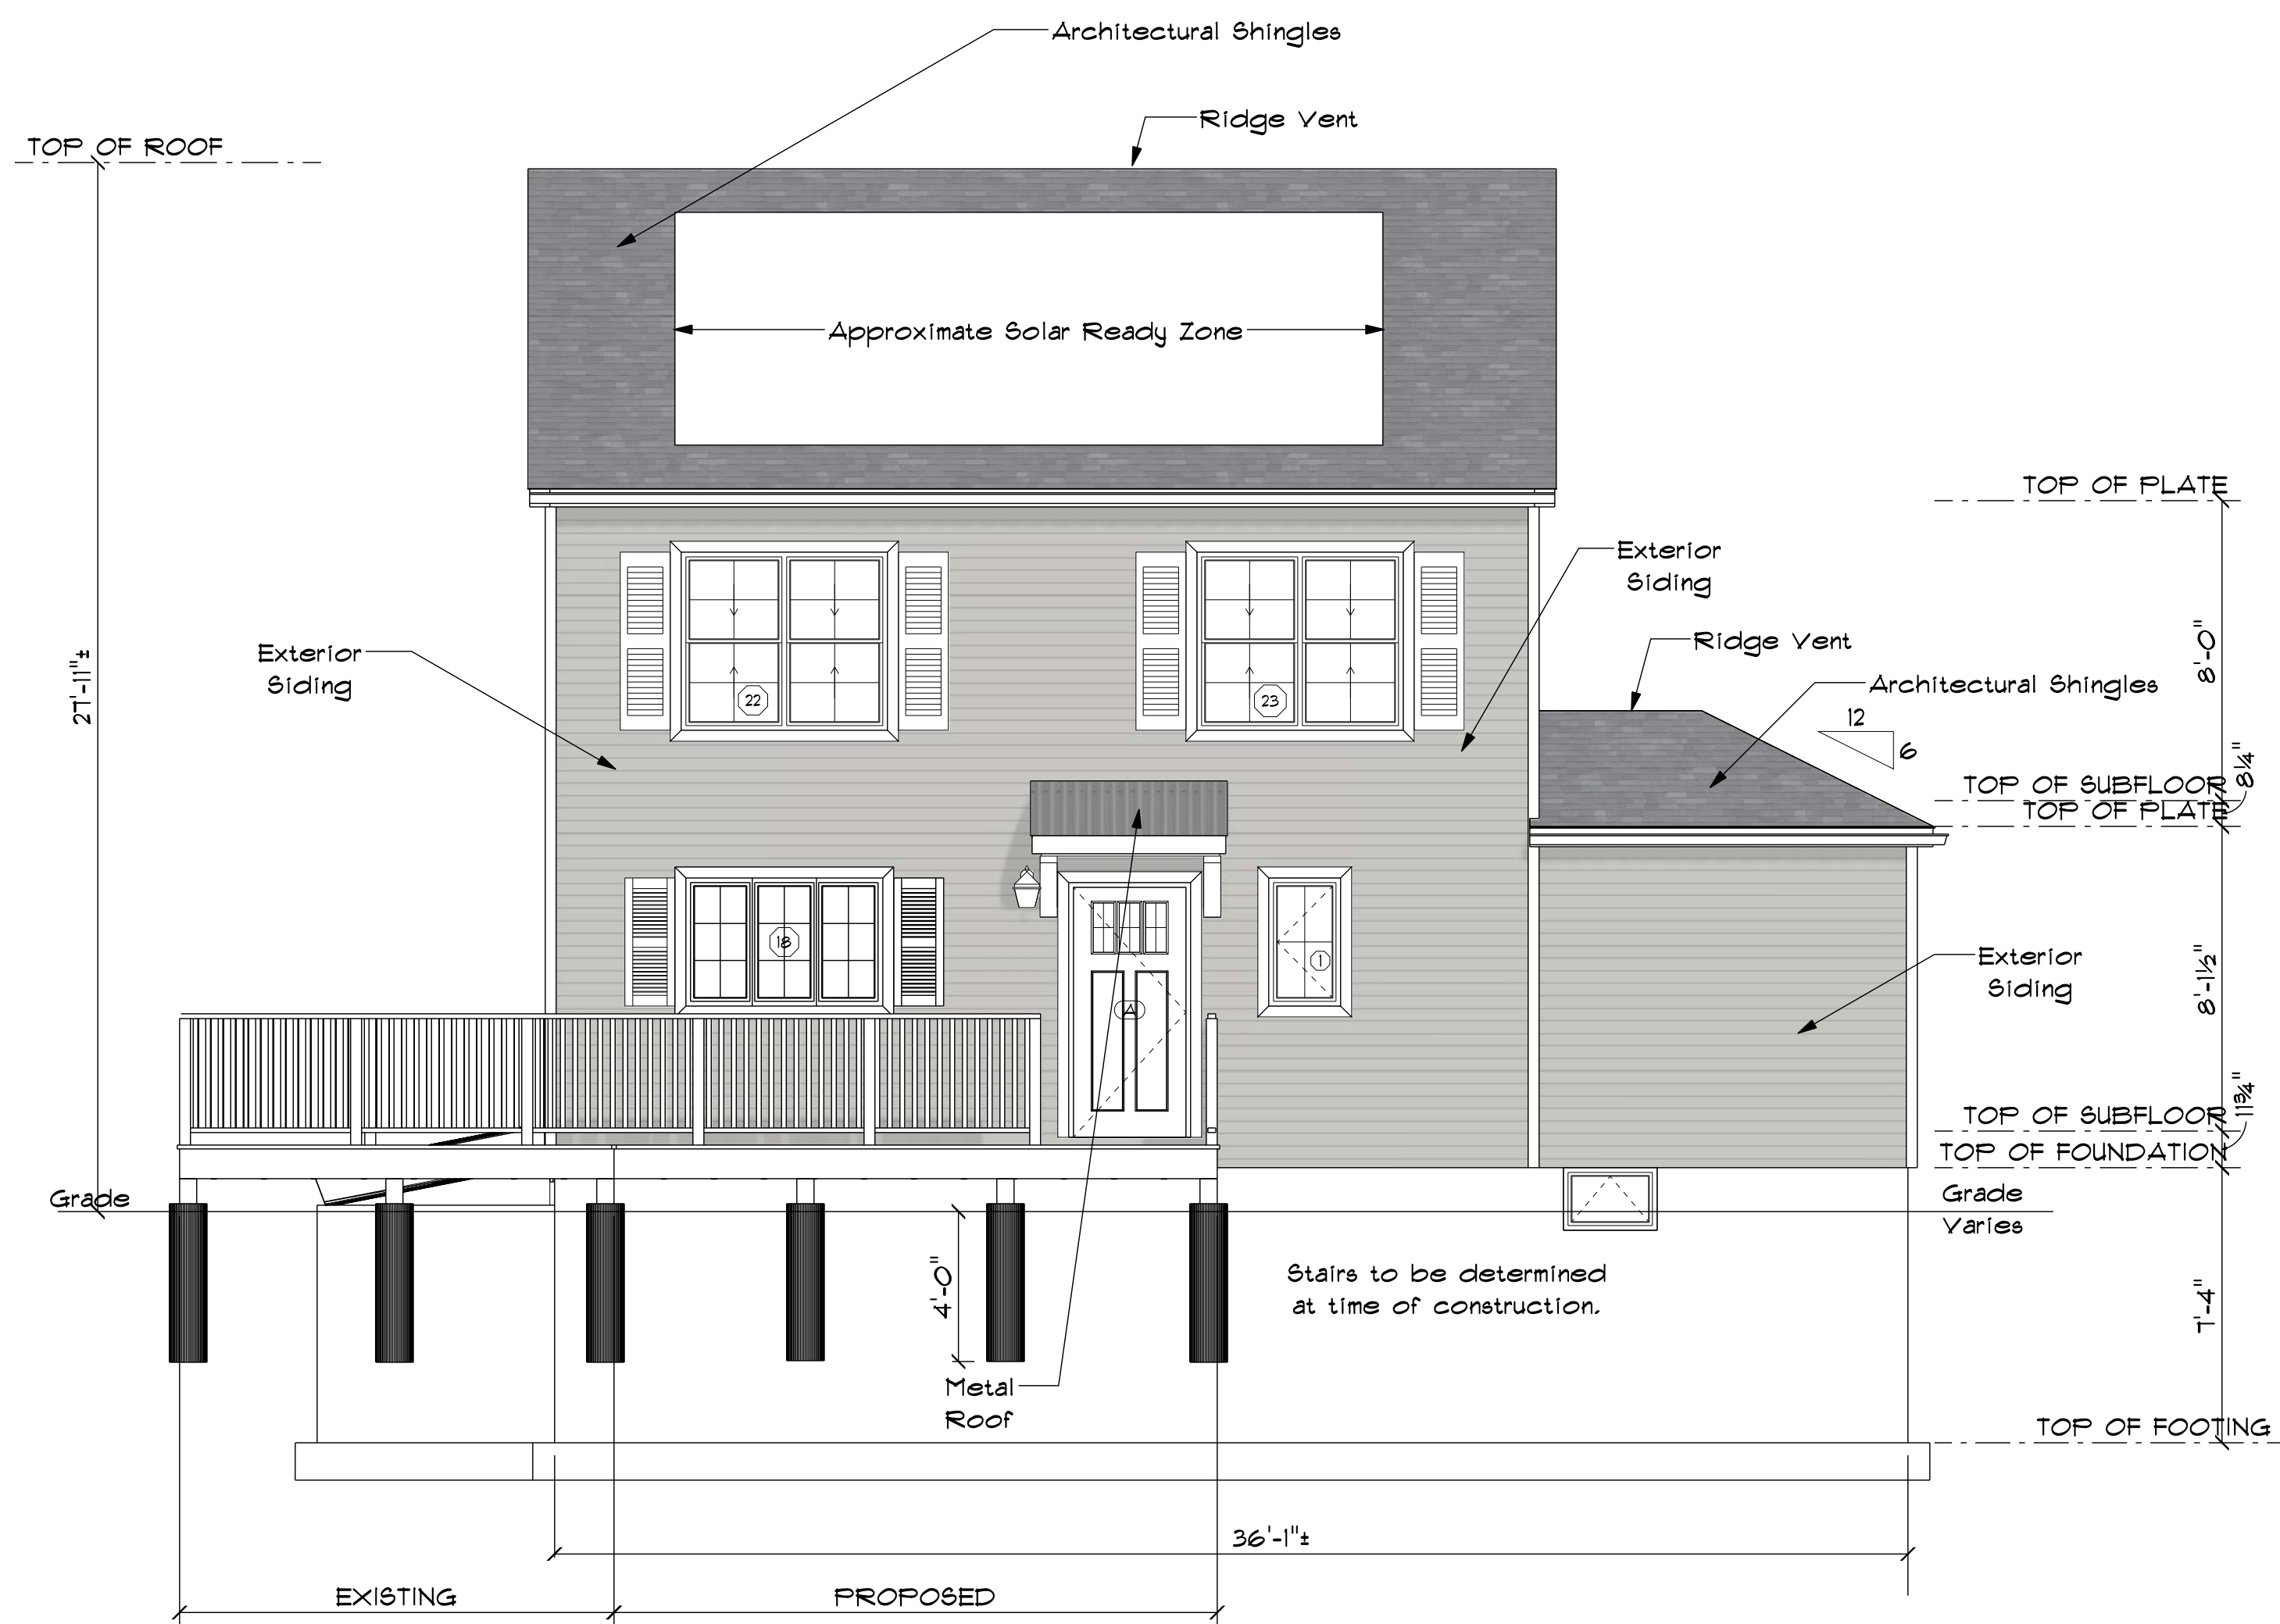 Architectural Shingles
Ridge Vent
TOP OF ROOF
Approximate Solar Ready Zone
TOP OF PLATE
Exterior
Siding
Exterior
Siding
Ridge Vent
Architectural Shingles
12
6
27'-11"±
8'-0"
22
23
TOP OF SUBFLOOR
8¼"
TOP OF PLATE
18
1
A
Exterior
Siding
8'-1½"
TOP OF SUBFLOOR
11¾"
TOP OF FOUNDATION
Grade
Grade
Varies
4'-0"
Stairs to be determined
at time of construction.
7'-4"
Metal
Roof
TOP OF FOOTING
36'-1"±
EXISTING
PROPOSED